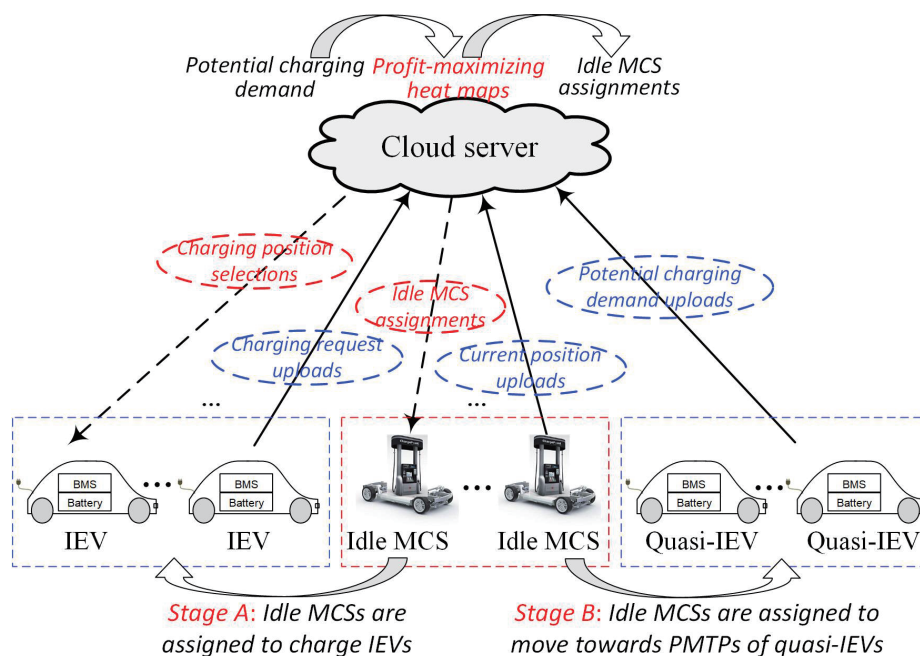 Potential charging
demand
Profit-maximizing
heat maps
Idle MCS
assignments
Cloud server
Charging position
selections
Idle MCS
assignments
Potential charging
demand uploads
Charging request
uploads
Current position
uploads
...
...
BMS
Battery
IEV
...
BMS
Battery
IEV
Idle MCS
...
Idle MCS
BMS
Battery
Quasi-IEV
...
BMS
Battery
Quasi-IEV
Stage A: Idle MCSs are
assigned to charge IEVs
Stage B: Idle MCSs are assigned to
move towards PMTPs of quasi-IEVs